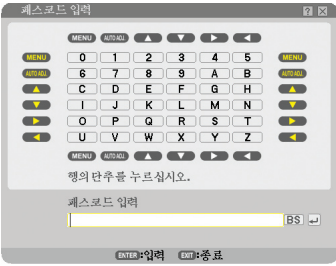 패스코드 입력 ? X
MENU AUTO ADJ. ▲ ▼ ▶ ◀
MENU 0 1 2 3 4 5 MENU
AUTO ADJ. 6 7 8 9 A B AUTO ADJ.
▲ C D E F G H ▲
▼ I J K L M N ▼
▶ O P Q R S T ▶
◀ U V W X Y Z ◀
MENU AUTO ADJ. ▲ ▼ ▶ ◀
행의 단추를 누르십시오.
패스코드 입력
BS ↵
ENTER :입력 EXIT :종료